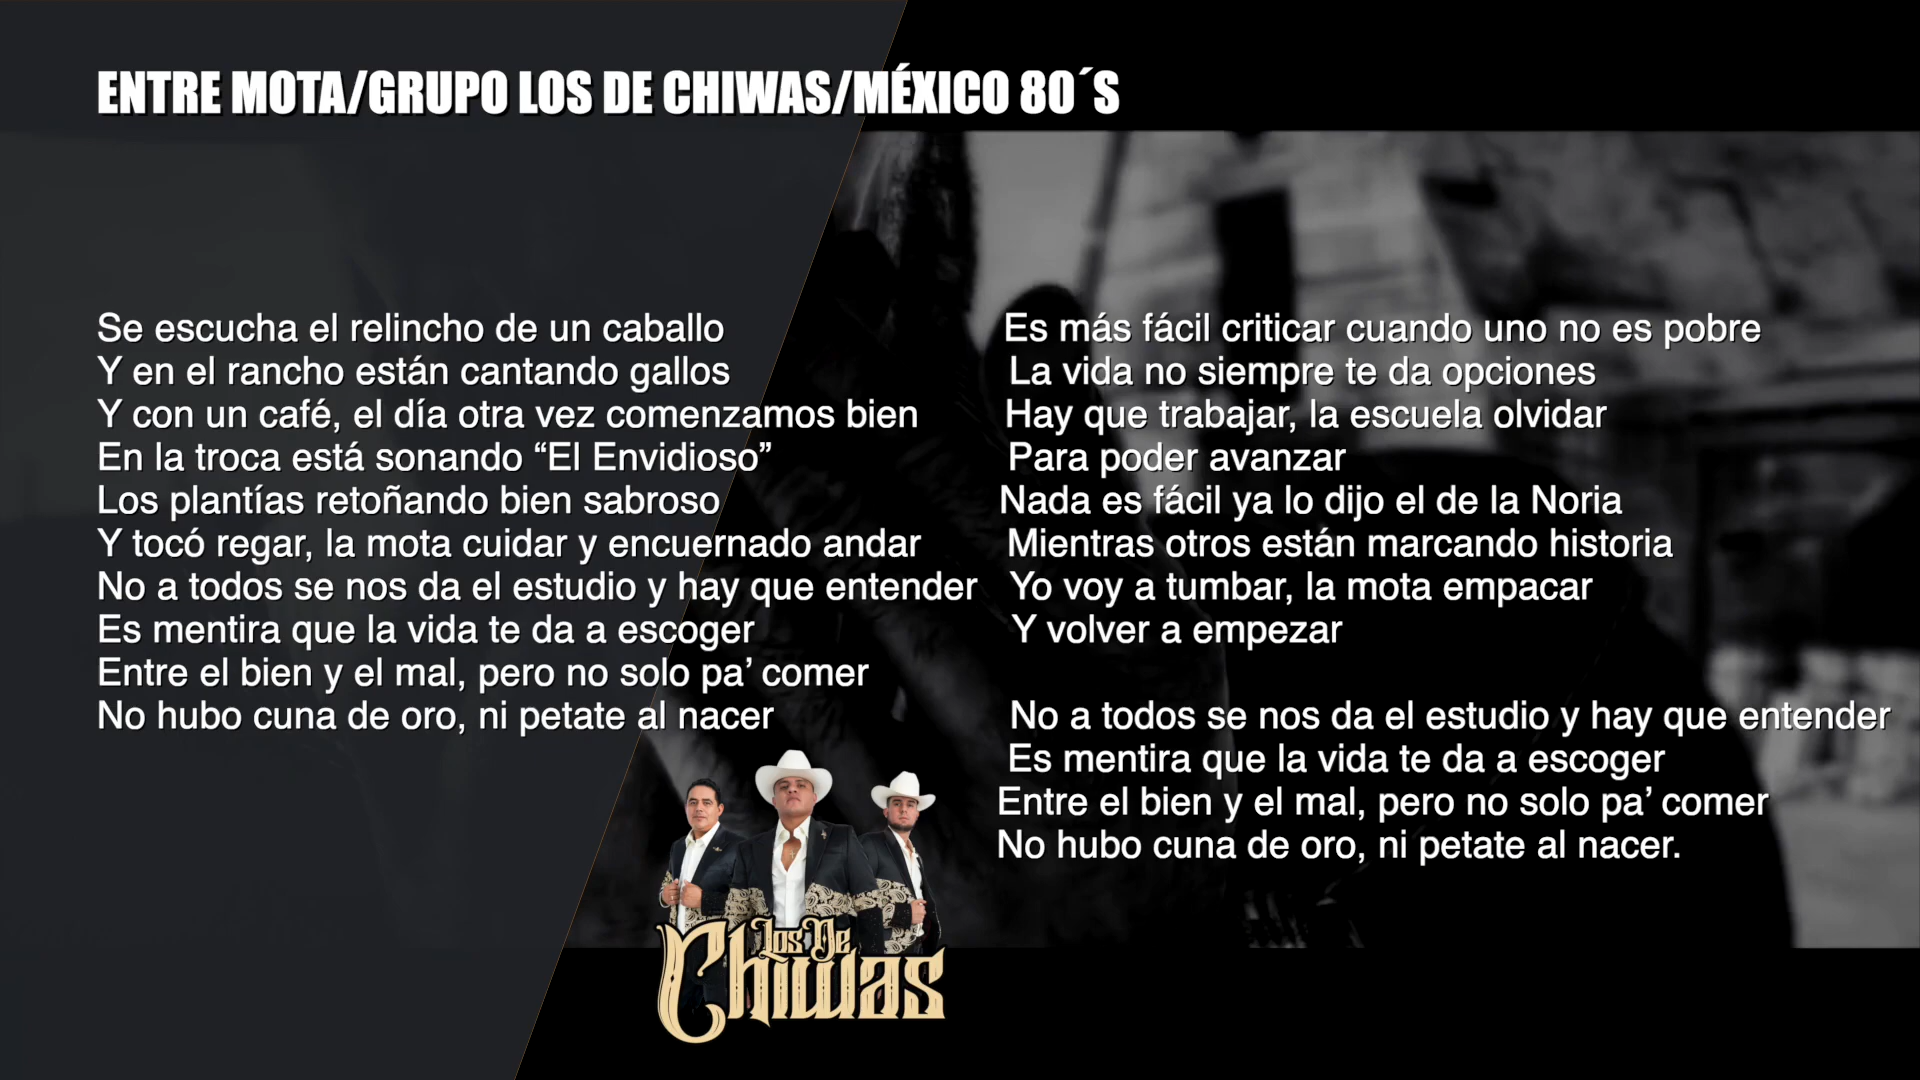 ENTRE MOTA/GRUPO LOS DE CHIWAS/MÉXICO 80´S
Se escucha el relincho de un caballo
Y en el rancho están cantando gallos
Y con un café, el día otra vez comenzamos bien
En la troca está sonando “El Envidioso”
Los plantías retoñando bien sabroso
Y tocó regar, la mota cuidar y encuernado andar
No a todos se nos da el estudio y hay que entender
Es mentira que la vida te da a escoger
Entre el bien y el mal, pero no solo pa’ comer
No hubo cuna de oro, ni petate al nacer
Es más fácil criticar cuando uno no es pobre
La vida no siempre te da opciones
Hay que trabajar, la escuela olvidar
Para poder avanzar
Nada es fácil ya lo dijo el de la Noria
Mientras otros están marcando historia
Yo voy a tumbar, la mota empacar
Y volver a empezar
No a todos se nos da el estudio y hay que entender
Es mentira que la vida te da a escoger
Entre el bien y el mal, pero no solo pa’ comer
No hubo cuna de oro, ni petate al nacer.
Los De
Chiwas